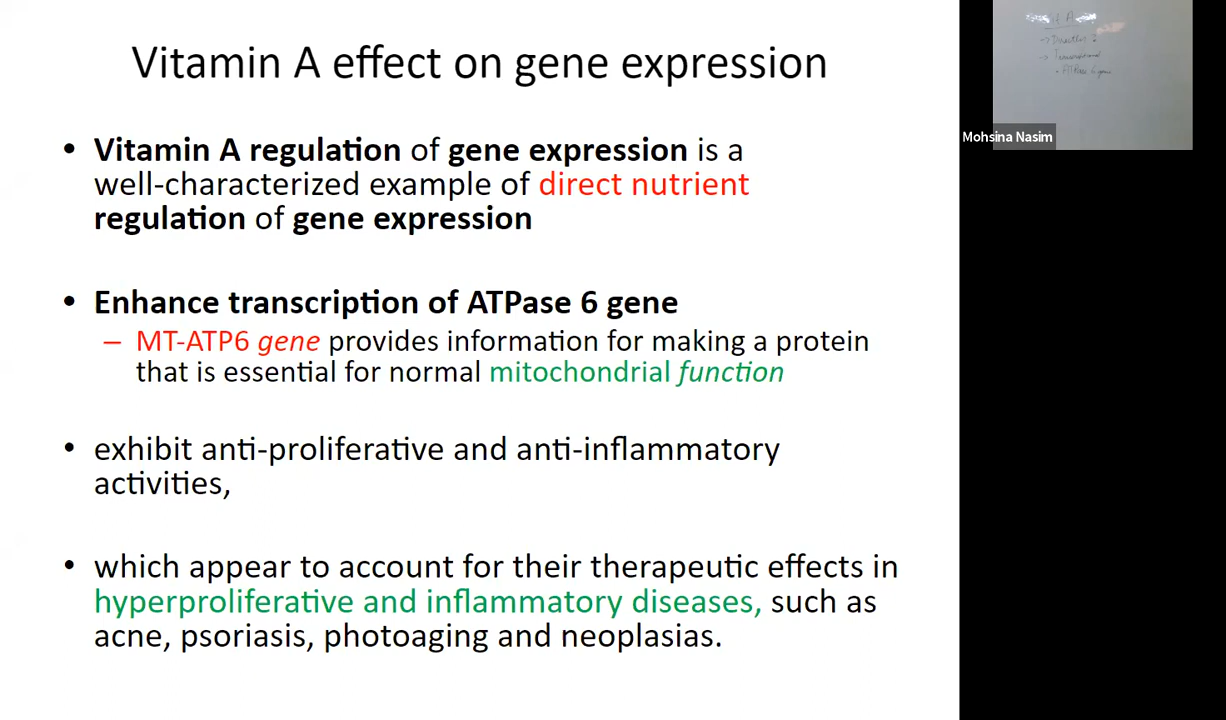 Vitamin A effect on gene expression
• Vitamin A regulation of gene expression is a
well-characterized example of direct nutrient
regulation of gene expression
• Enhance transcription of ATPase 6 gene
– MT-ATP6 gene provides information for making a protein
that is essential for normal mitochondrial function
• exhibit anti-proliferative and anti-inflammatory
activities,
• which appear to account for their therapeutic effects in
hyperproliferative and inflammatory diseases, such as
acne, psoriasis, photoaging and neoplasias.
A
→
→
• ATPase 6 gene
Mohsina Nasim